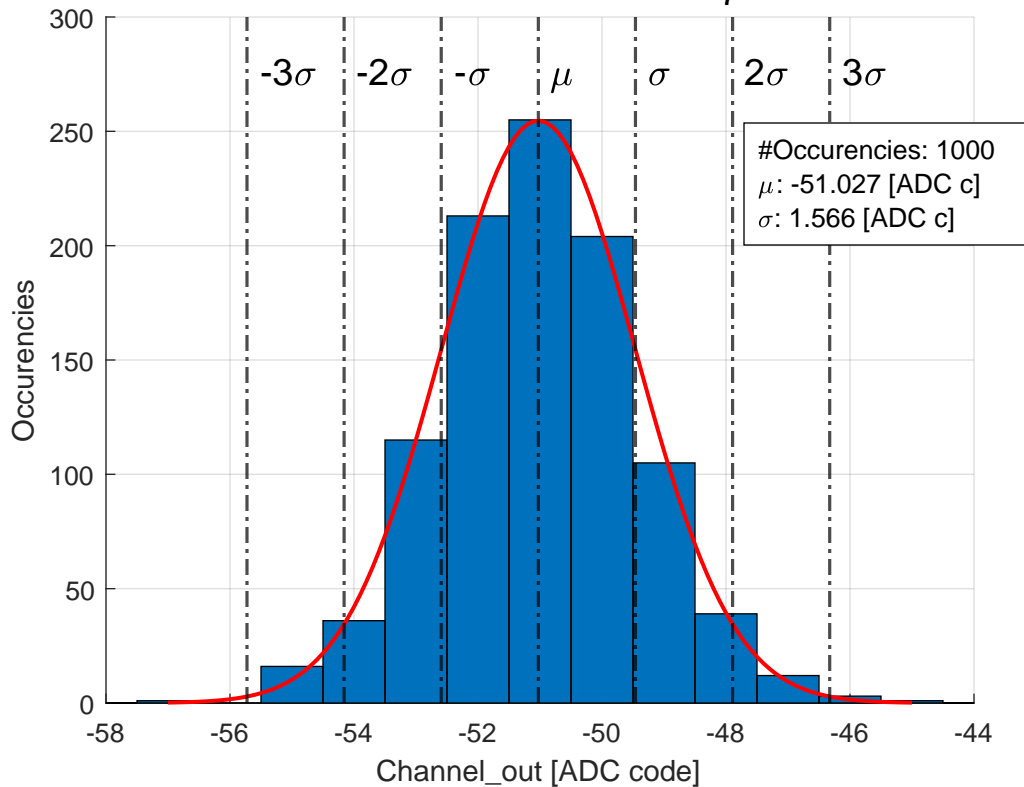 300
-3σ -2σ -σ μ σ 2σ 3σ
250
#Occurencies: 1000
μ: -51.027 [ADC c]
σ: 1.566 [ADC c]
200
150
100
50
0
Occurencies
-58 -56 -54 -52 -50 -48 -46 -44
Channel_out [ADC code]